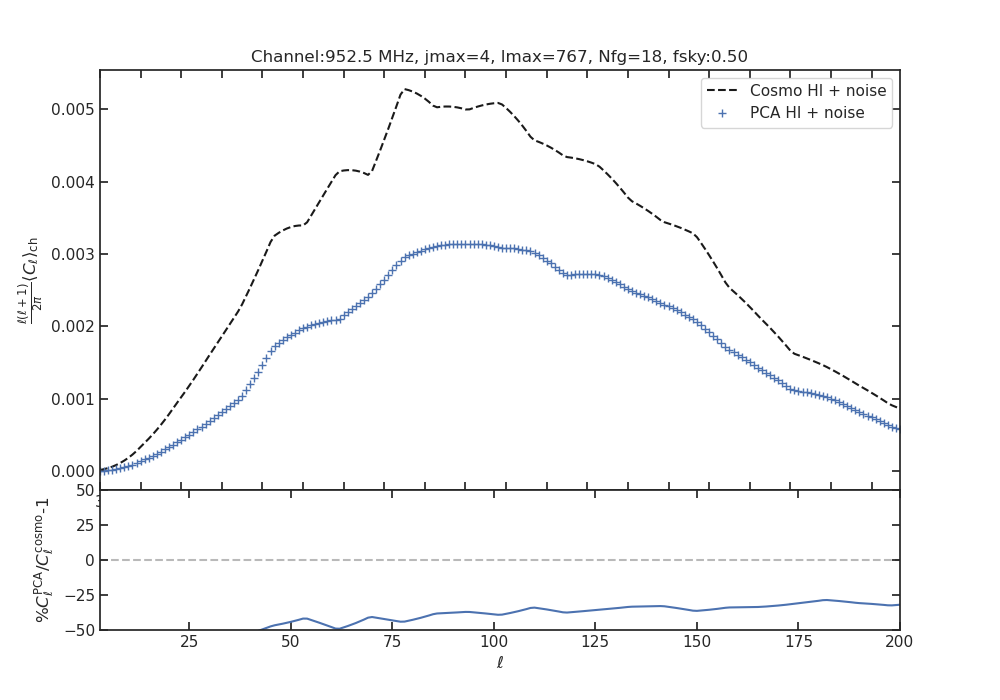 Channel:952.5 MHz, jmax=4, lmax=767, Nfg=18, fsky:0.50
Cosmo HI + noise
PCA HI + noise
ℓ(ℓ+1)/2π ⟨Cℓ⟩ch
0.005
0.004
0.003
0.002
0.001
0.000
%CℓPCA/Cℓcosmo-1
50
25
0
−25
−50
25 50 75 100 125 150 175 200
ℓ